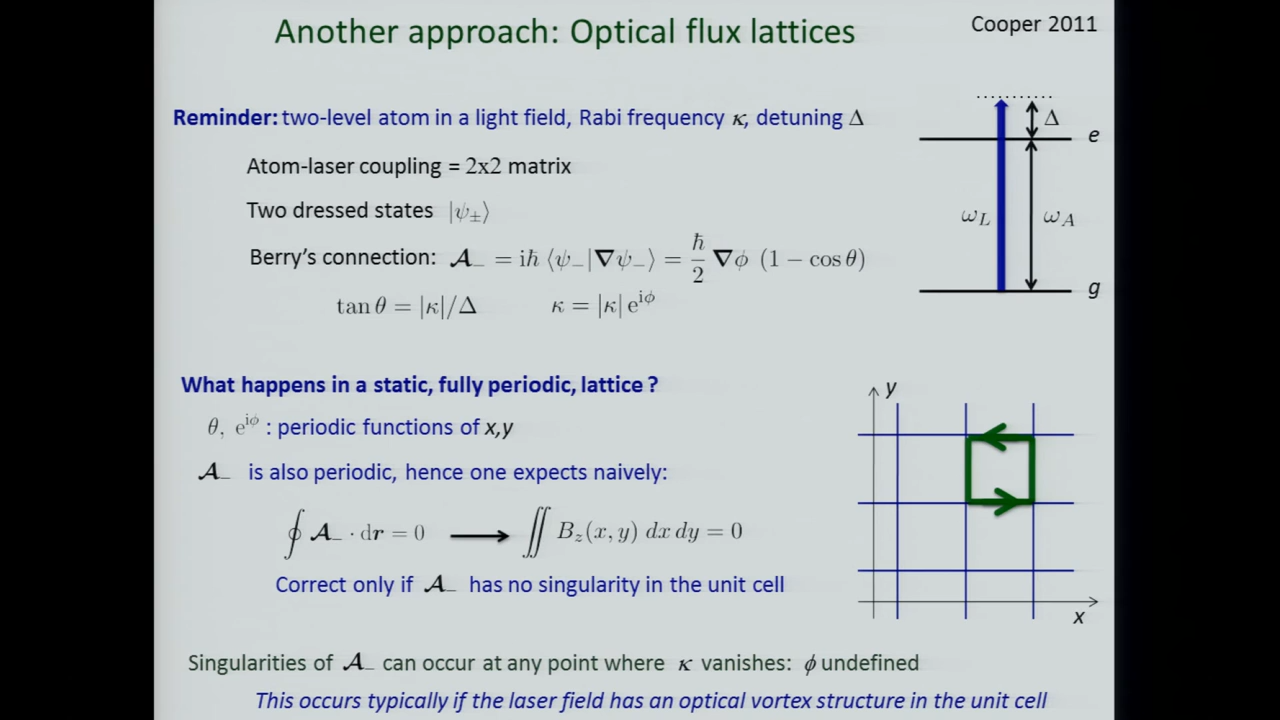 Another approach: Optical flux lattices
Cooper 2011
Reminder: two-level atom in a light field, Rabi frequency κ, detuning Δ
Atom-laser coupling = 2x2 matrix
Two dressed states |ψ±⟩
Berry's connection: 𝓐₋ = iħ ⟨ψ₋|∇ψ₋⟩ = ħ/2 ∇ϕ (1 − cos θ)
tan θ = |κ|/Δ κ = |κ| e^{iϕ}
Δ
e
ω_L
ω_A
g
What happens in a static, fully periodic, lattice ?
θ, e^{iϕ} : periodic functions of x,y
𝓐₋ is also periodic, hence one expects naively:
∮ 𝓐₋ · dr = 0 ⟶ ∬ B_z(x, y) dx dy = 0
Correct only if 𝓐₋ has no singularity in the unit cell
y
x
Singularities of 𝓐₋ can occur at any point where κ vanishes: ϕ undefined
This occurs typically if the laser field has an optical vortex structure in the unit cell